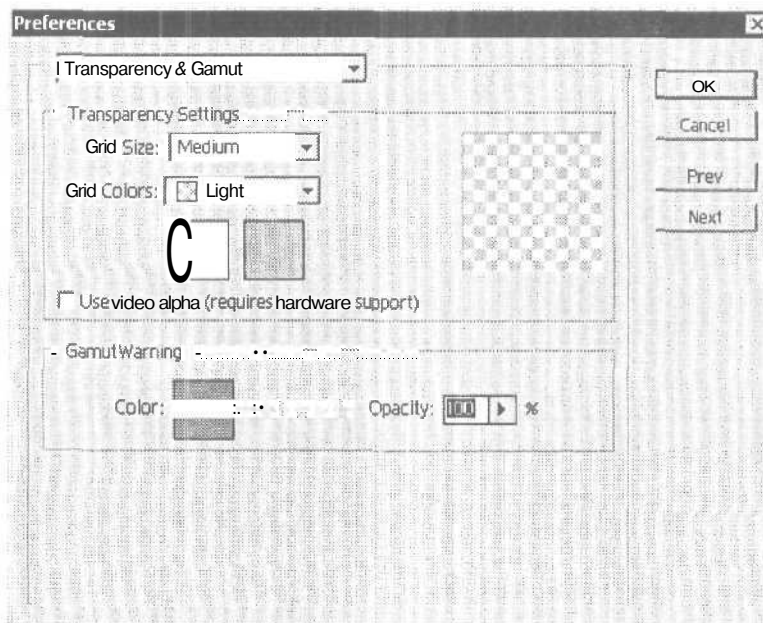 Preferences
Transparency & Gamut
OK
Transparency Settings
Cancel
Grid Size: Medium
Prev
Grid Colors: Light
Next
Use video alpha (requires hardware support)
Gamut Warning
Color:
Opacity: 100 %